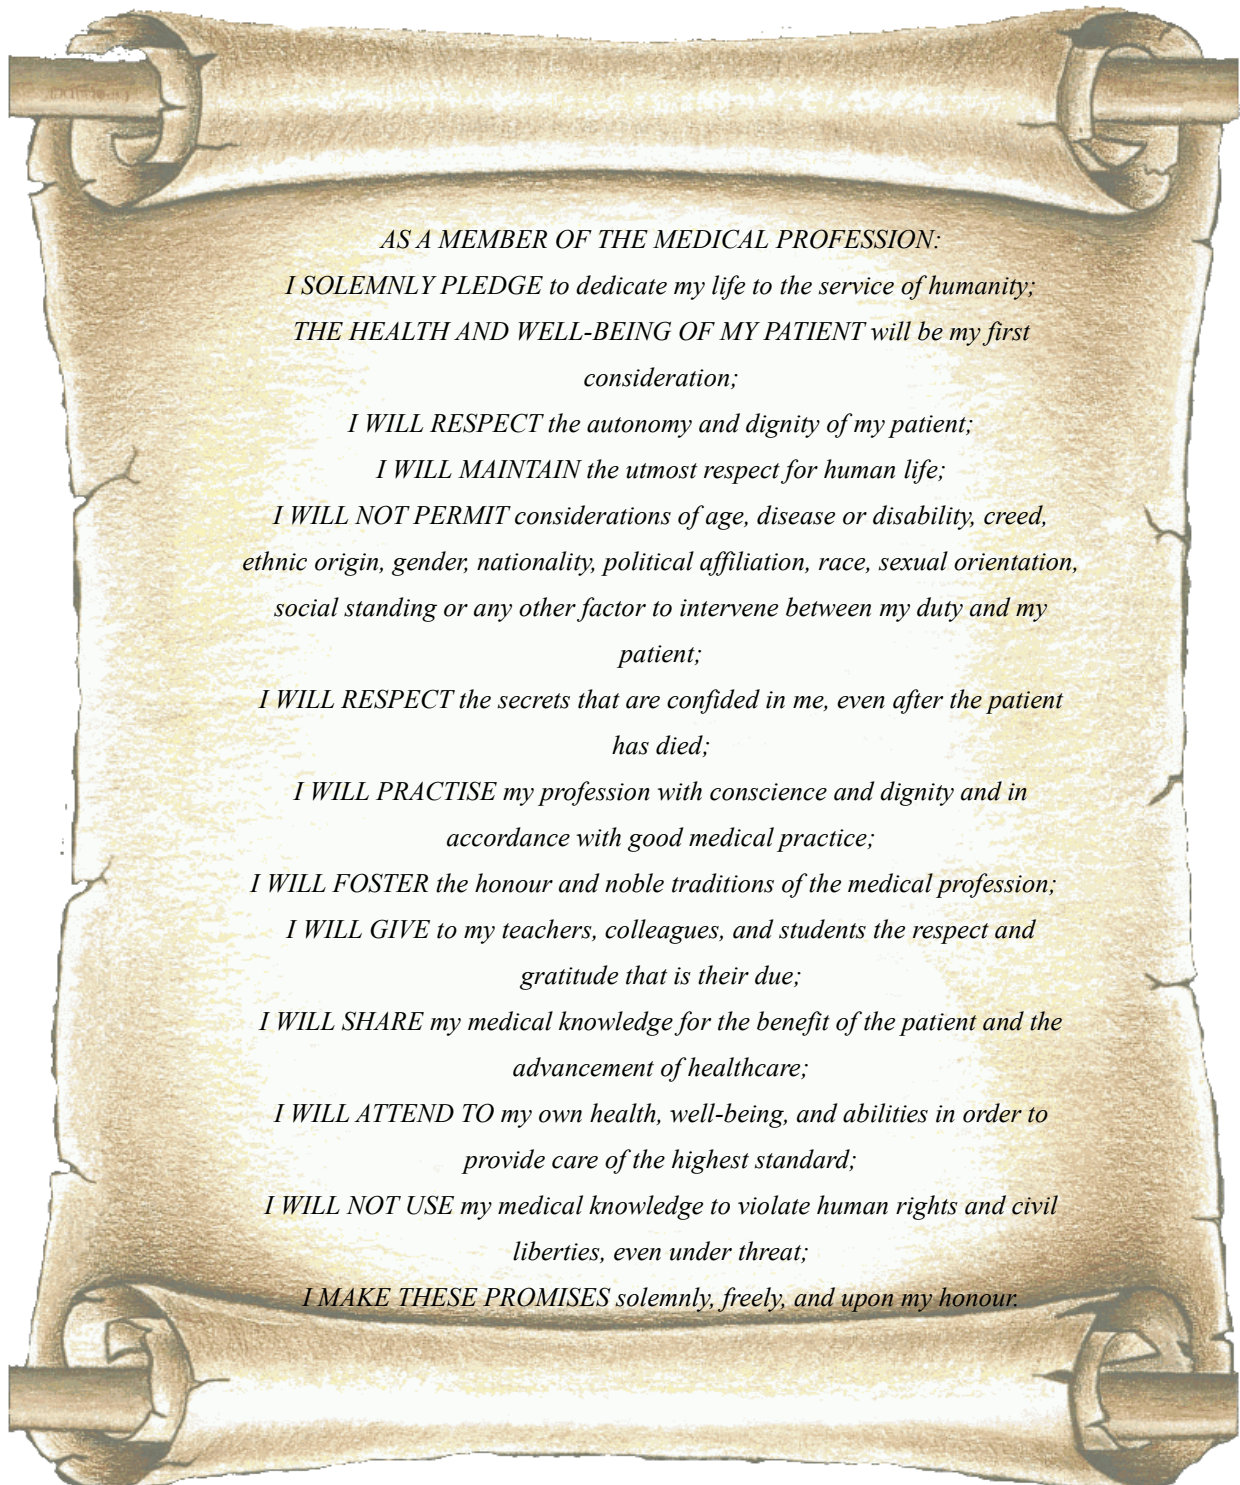 AS A MEMBER OF THE MEDICAL PROFESSION:
I SOLEMNLY PLEDGE to dedicate my life to the service of humanity;
THE HEALTH AND WELL-BEING OF MY PATIENT will be my first
consideration;
I WILL RESPECT the autonomy and dignity of my patient;
I WILL MAINTAIN the utmost respect for human life;
I WILL NOT PERMIT considerations of age, disease or disability, creed,
ethnic origin, gender, nationality, political affiliation, race, sexual orientation,
social standing or any other factor to intervene between my duty and my
patient;
I WILL RESPECT the secrets that are confided in me, even after the patient
has died;
I WILL PRACTISE my profession with conscience and dignity and in
accordance with good medical practice;
I WILL FOSTER the honour and noble traditions of the medical profession;
I WILL GIVE to my teachers, colleagues, and students the respect and
gratitude that is their due;
I WILL SHARE my medical knowledge for the benefit of the patient and the
advancement of healthcare;
I WILL ATTEND TO my own health, well-being, and abilities in order to
provide care of the highest standard;
I WILL NOT USE my medical knowledge to violate human rights and civil
liberties, even under threat;
I MAKE THESE PROMISES solemnly, freely, and upon my honour.